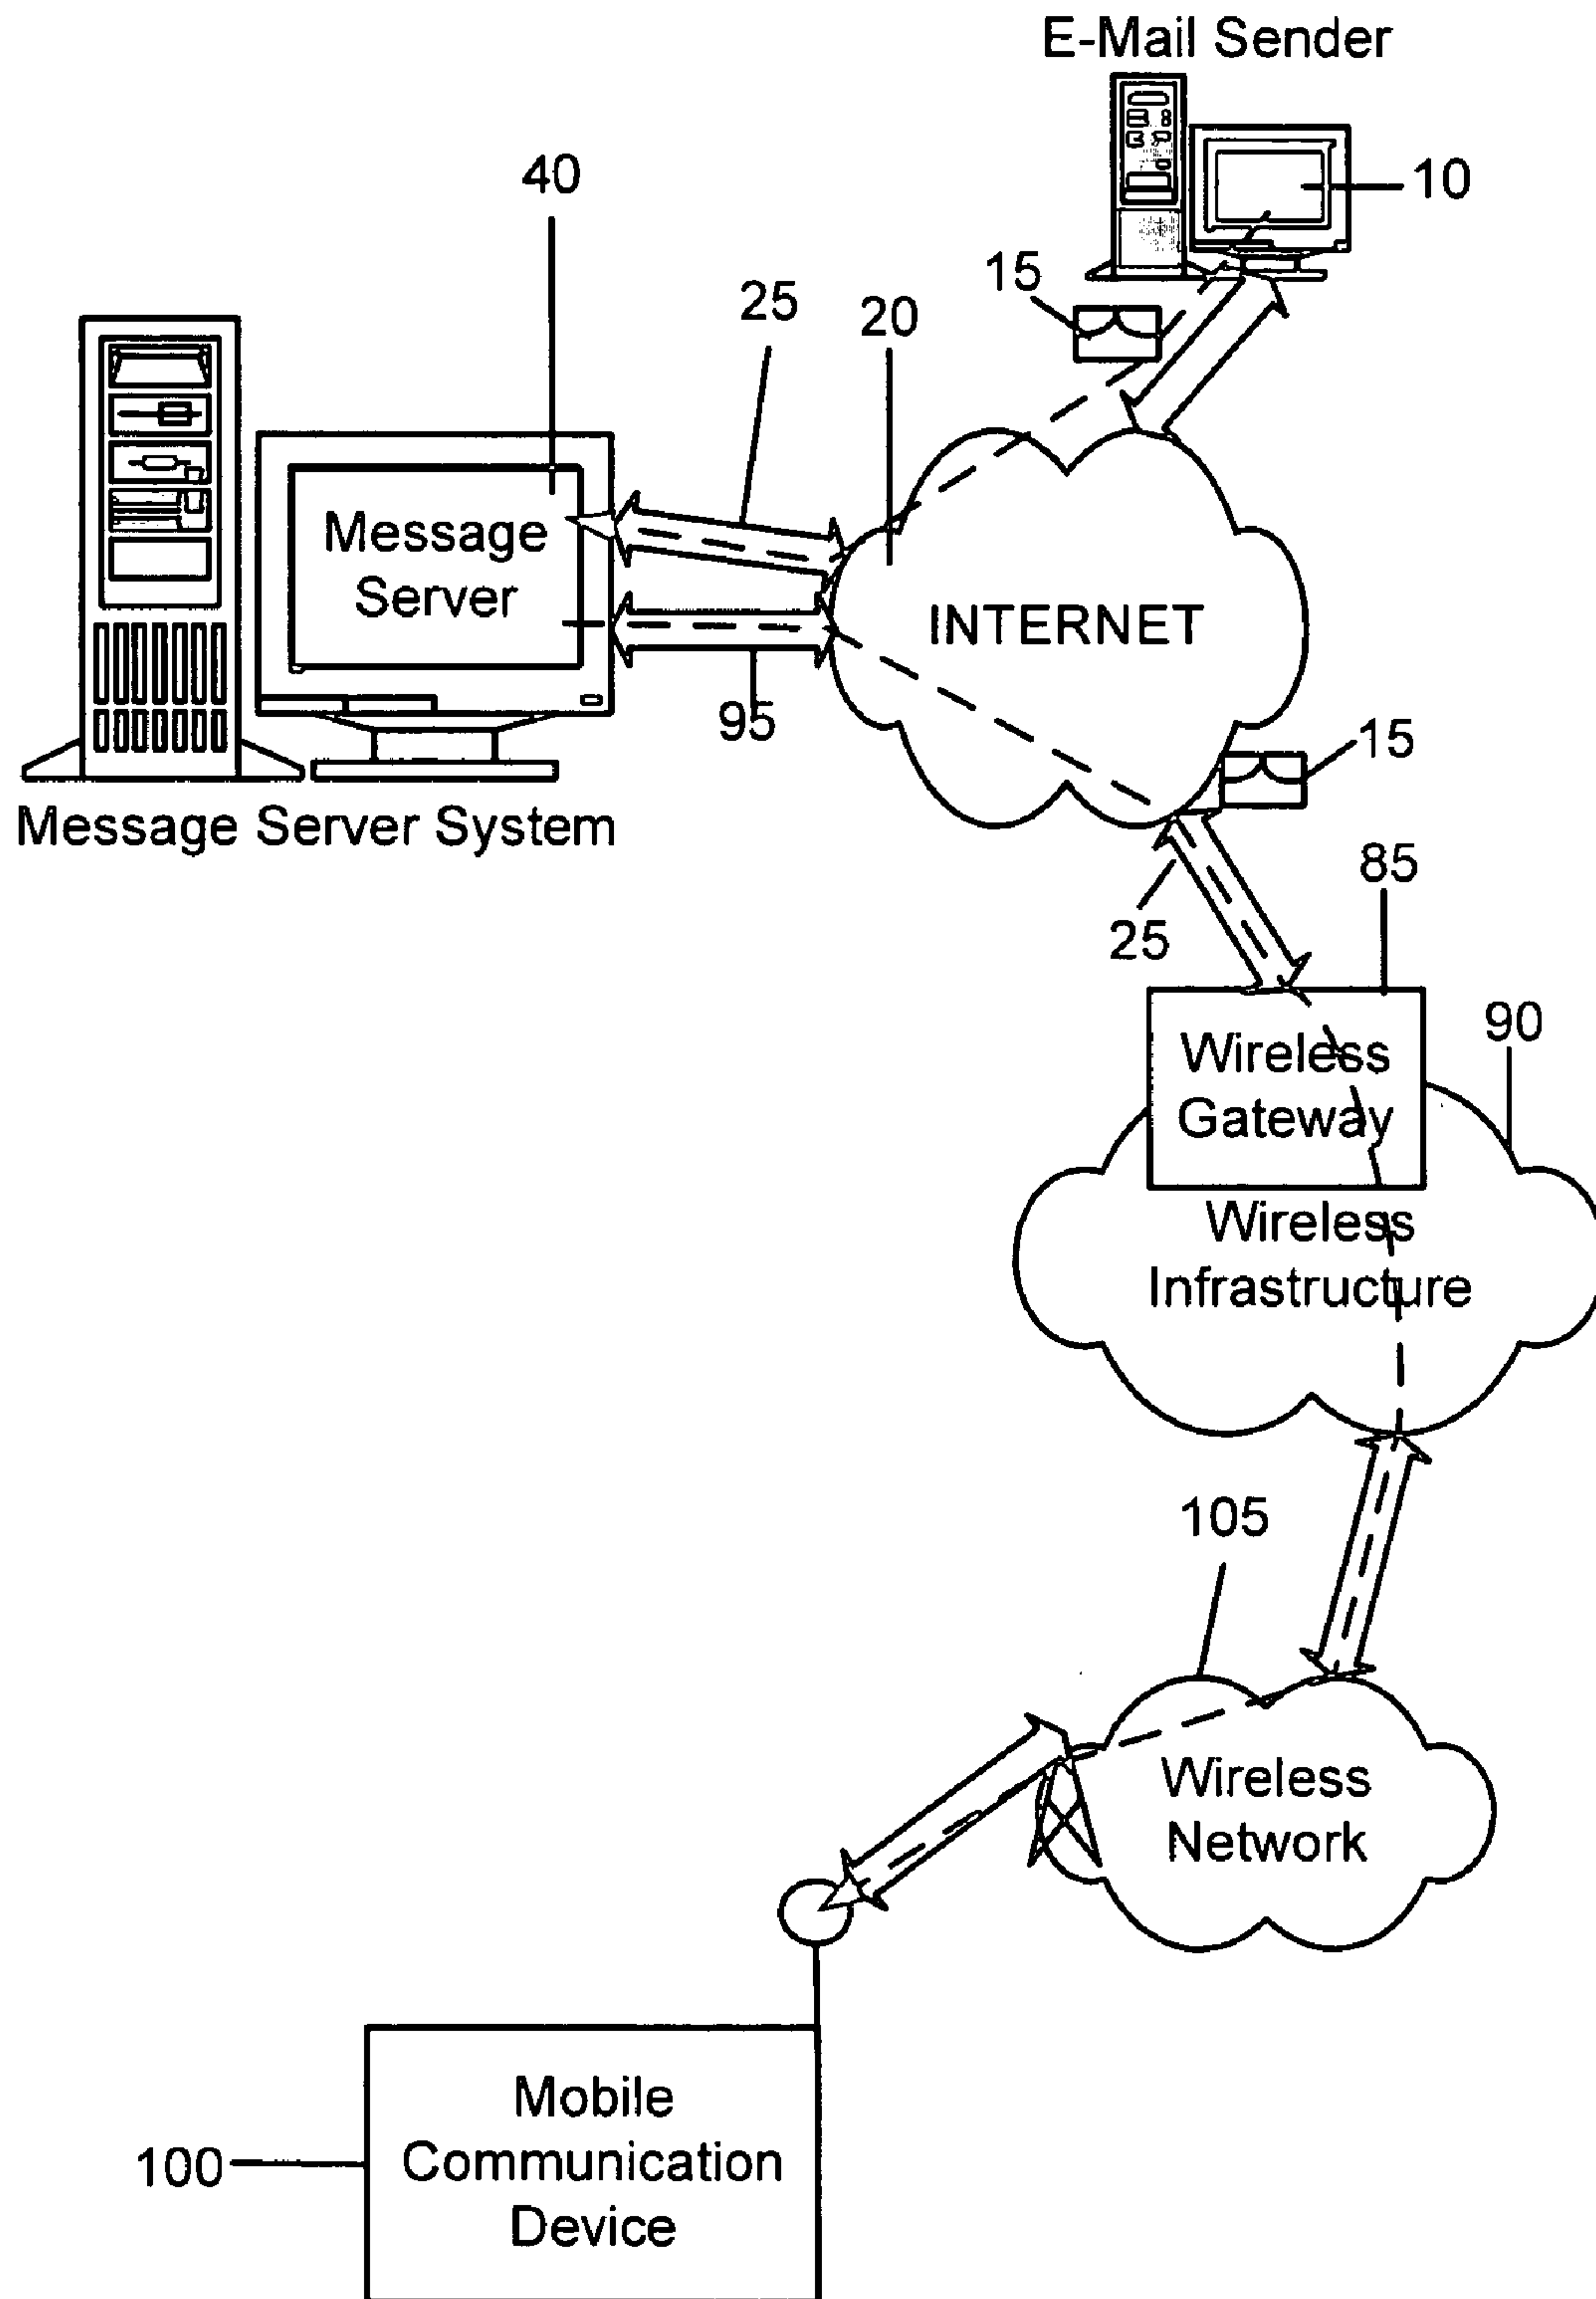 E-Mail Sender
40
10
15
25
20
Message
Server
INTERNET
95
15
Message Server System
85
25
90
Wireless
Gateway
Wireless
Infrastructure
105
Wireless
Network
Mobile
100
Communication
Device